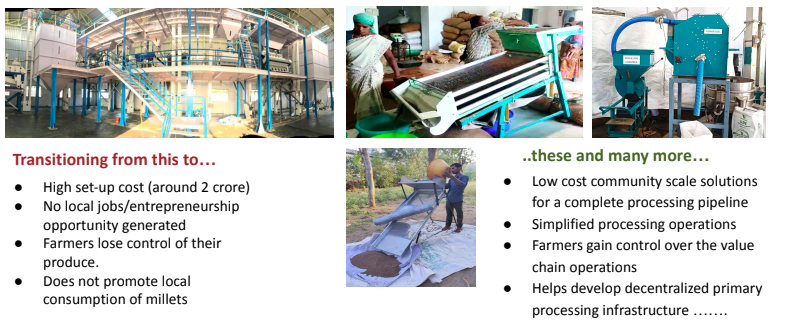 Transitioning from this to…
● High set-up cost (around 2 crore)
● No local jobs/entrepreneurship
opportunity generated
● Farmers lose control of their
produce.
● Does not promote local
consumption of millets
..these and many more…
● Low cost community scale solutions
for a complete processing pipeline
● Simplified processing operations
● Farmers gain control over the value
chain operations
● Helps develop decentralized primary
processing infrastructure …….